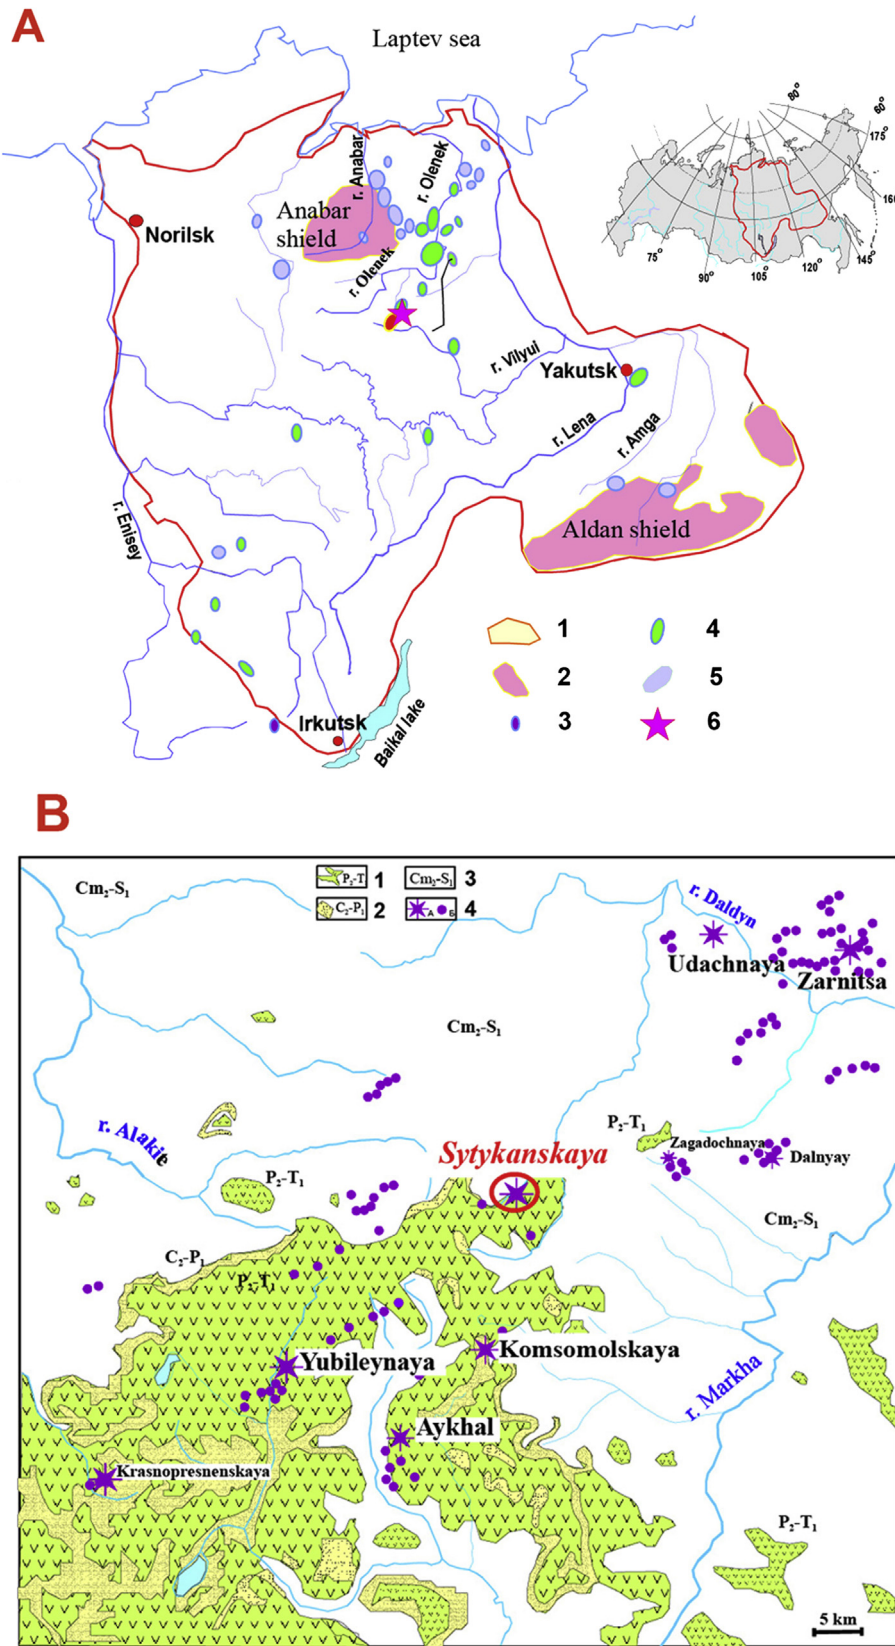 A
Laptev sea
80°
60°
175°
160
145°
120°
105°
90°
75°
r. Anabar
r. Olenek
Anabar
shield
Norilsk
r. Olenek
r. Vilyui
Yakutsk
r. Lena
r. Amga
r. Enisey
Aldan shield
1
4
2
5
3
6
Irkutsk
Baikal lake
B
Cm₂-S₁
P₂-T 1
Cm₂-S₁ 3
C₂-P₁ 2
А Б 4
r. Daldyn
Udachnaya
Zarnitsa
Cm₂-S₁
r. Alakite
P₂-T₁
Zagadochnaya
Dalnyay
Sytykanskaya
P₂-T₁
Cm₂-S₁
C₂-P₁
P₂-T₁
Yubileynaya
Komsomolskaya
r. Markha
Aykhal
Krasnopresnenskaya
P₂-T₁
5 km